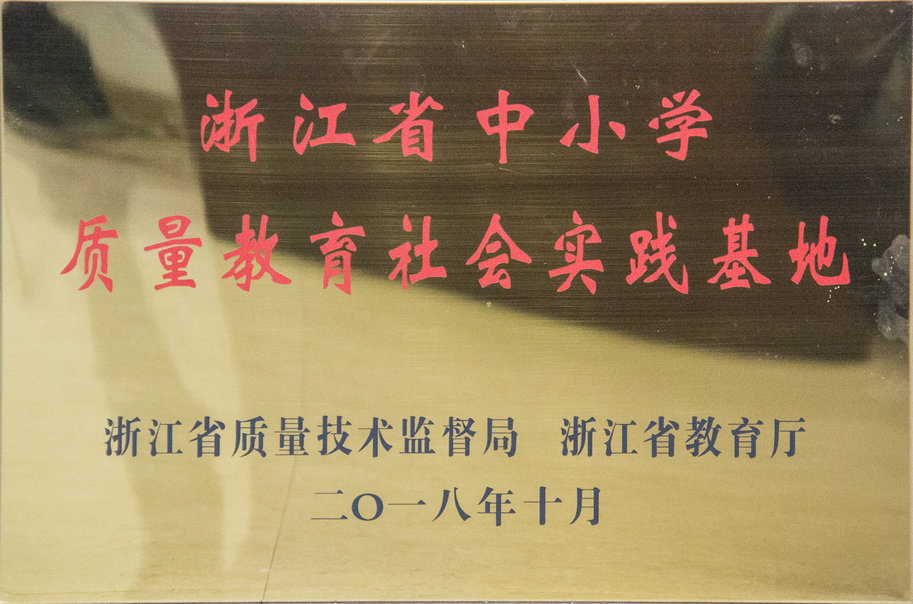 浙江省中小学
质量教育社会实践基地
浙江省质量技术监督局 浙江省教育厅
二〇一八年十月